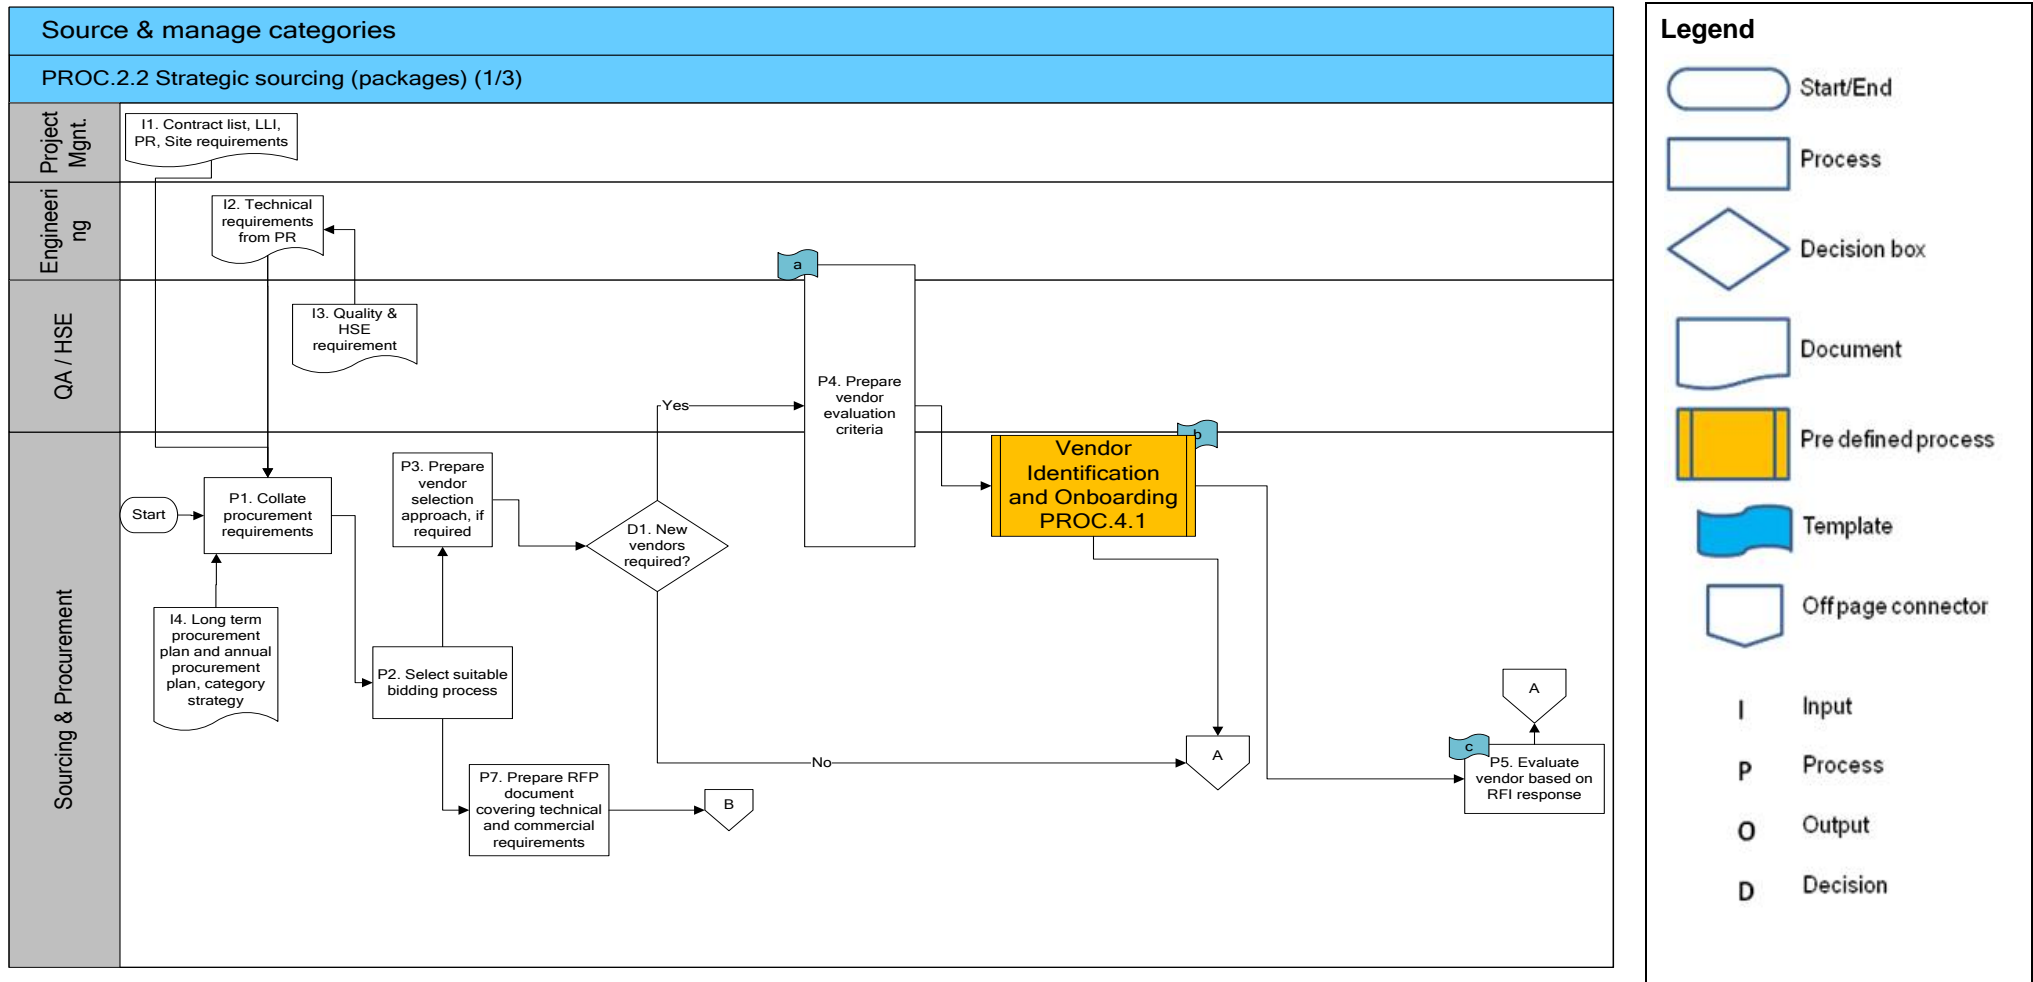 Source & manage categories
PROC.2.2 Strategic sourcing (packages) (1/3)
Project
Mgnt.
I1. Contract list, LLI,
PR, Site requirements
Engineeri
ng
I2. Technical
requirements
from PR
a
QA / HSE
I3. Quality &
HSE
requirement
Yes
P4. Prepare
vendor
evaluation
criteria
b
Sourcing & Procurement
Start
P1. Collate
procurement
requirements
I4. Long term
procurement
plan and annual
procurement
plan, category
strategy
P3. Prepare
vendor
selection
approach, if
required
P2. Select suitable
bidding process
P7. Prepare RFP
document
covering technical
and commercial
requirements
B
D1. New
vendors
required?
No
Vendor
Identification
and Onboarding
PROC.4.1
A
A
c
P5. Evaluate
vendor based on
RFI response
Legend
Start/End
Process
Decision box
Document
Pre defined process
Template
Off page connector
I Input
P Process
O Output
D Decision